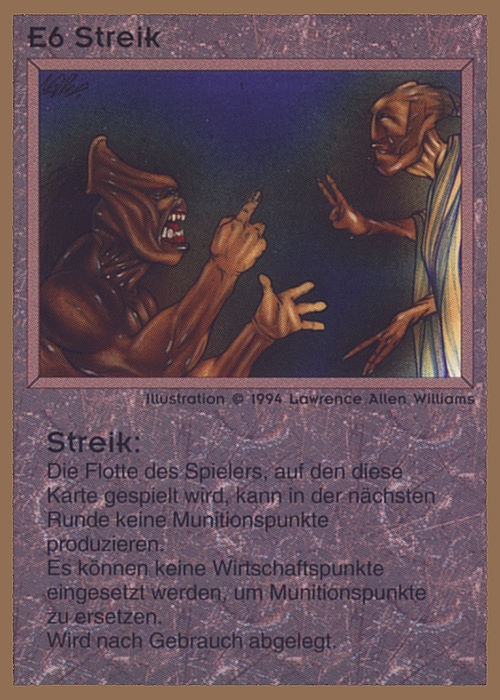 E6 Streik
Illustration © 1994 Lawrence Allen Williams
Streik:
Die Flotte des Spielers, auf den diese
Karte gespielt wird, kann in der nächsten
Runde keine Munitionspunkte
produzieren.
Es können keine Wirtschaftspunkte
eingesetzt werden, um Munitionspunkte
zu ersetzen.
Wird nach Gebrauch abgelegt.